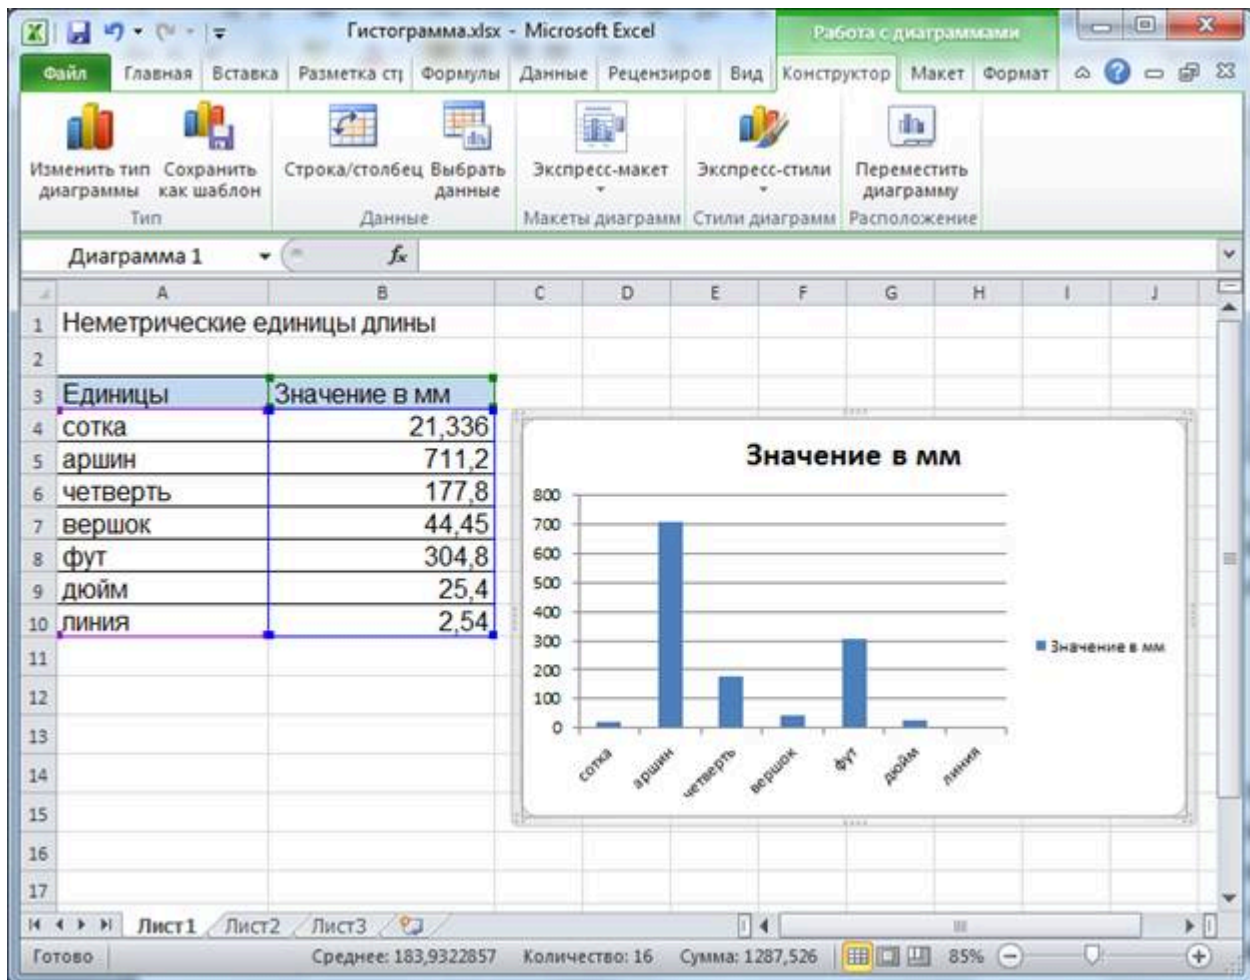 Гистограмма.xlsx - Microsoft Excel
Работа с диаграммами
Файл Главная Вставка Разметка стр Формулы Данные Рецензиров Вид Конструктор Макет Формат
Изменить тип диаграммы
Сохранить как шаблон
Строка/столбец
Выбрать данные
Экспресс-макет
Экспресс-стили
Переместить диаграмму
Тип Данные Макеты диаграмм Стили диаграмм Расположение
Диаграмма 1 fx
A B C D E F G H I J
1 Неметрические единицы длины
2
3 Единицы Значение в мм
4 сотка 21,336
5 аршин 711,2
6 четверть 177,8
7 вершок 44,45
8 фут 304,8
9 дюйм 25,4
10 линия 2,54
11
12
13
14
15
16
17
Значение в мм
800
700
600
500
400
300
200
100
0
сотка аршин четверть вершок фут дюйм линия
Значение в мм
Лист1 Лист2 Лист3
Готово Среднее: 183,9322857 Количество: 16 Сумма: 1287,526 85%